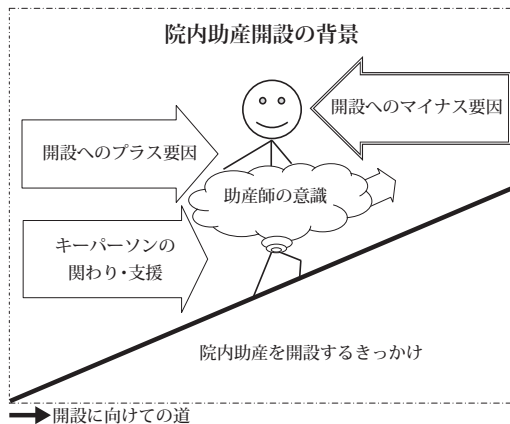 院内助産開設の背景
開設へのマイナス要因
開設へのプラス要因
助産師の意識
キーパーソンの
関わり・支援
院内助産を開設するきっかけ
開設に向けての道